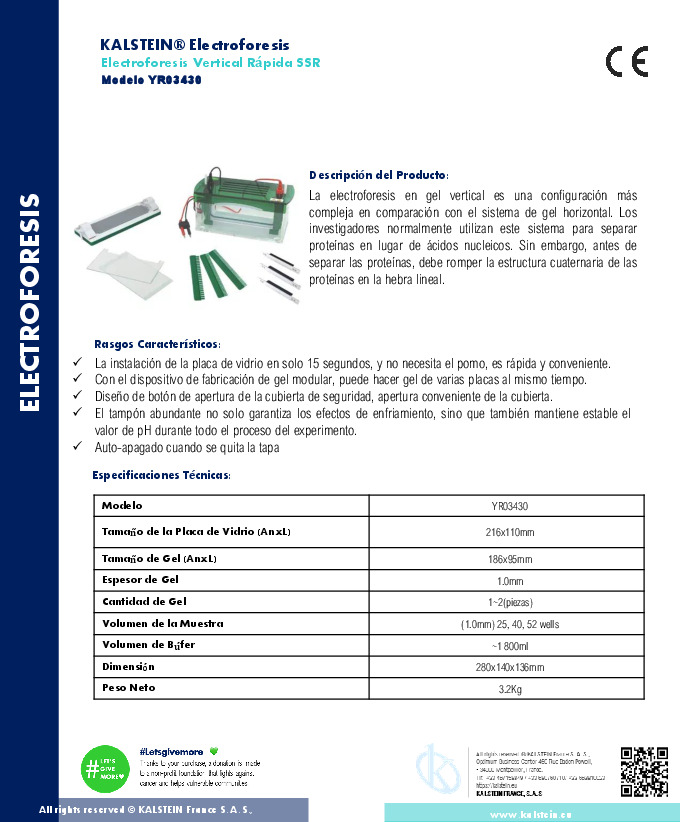 KALSTEIN® Electroforesis
Electroforesis Vertical Rápida SSR
Modelo YR03430
CE
ELECTROFORESIS
Descripción del Producto:
La electroforesis en gel vertical es una configuración más
compleja en comparación con el sistema de gel horizontal. Los
investigadores normalmente utilizan este sistema para separar
proteínas en lugar de ácidos nucleicos. Sin embargo, antes de
separar las proteínas, debe romper la estructura cuaternaria de las
proteínas en la hebra lineal.
Rasgos Característicos:
✓ La instalación de la placa de vidrio en solo 15 segundos, y no necesita el pomo, es rápida y conveniente.
✓ Con el dispositivo de fabricación de gel modular, puede hacer gel de varias placas al mismo tiempo.
✓ Diseño de botón de apertura de la cubierta de seguridad, apertura conveniente de la cubierta.
✓ El tampón abundante no solo garantiza los efectos de enfriamiento, sino que también mantiene estable el
valor de pH durante todo el proceso del experimento.
✓ Auto-apagado cuando se quita la tapa
Especificaciones Técnicas:
Modelo YR03430
Tamaño de la Placa de Vidrio (AnxL) 216x110mm
Tamaño de Gel (AnxL) 186x95mm
Espesor de Gel 1.0mm
Cantidad de Gel 1~2(piezas)
Volumen de la Muestra (1.0mm) 25, 40, 52 wells
Volumen de Búfer ~1800ml
Dimensión 280x140x136mm
Peso Neto 3.2Kg
#LET'S
GIVE
MORE
#Letsgivemore
Thanks to your purchase, a donation is made
to a non-profit foundation that fights against
cancer and helps vulnerable communities
All rights reserved © KALSTEIN France S. A. S.,
https://kalstein.eu
KALSTEIN FRANCE, S. A. S
All rights reserved © KALSTEIN France S. A. S.,
www.kalstein.eu